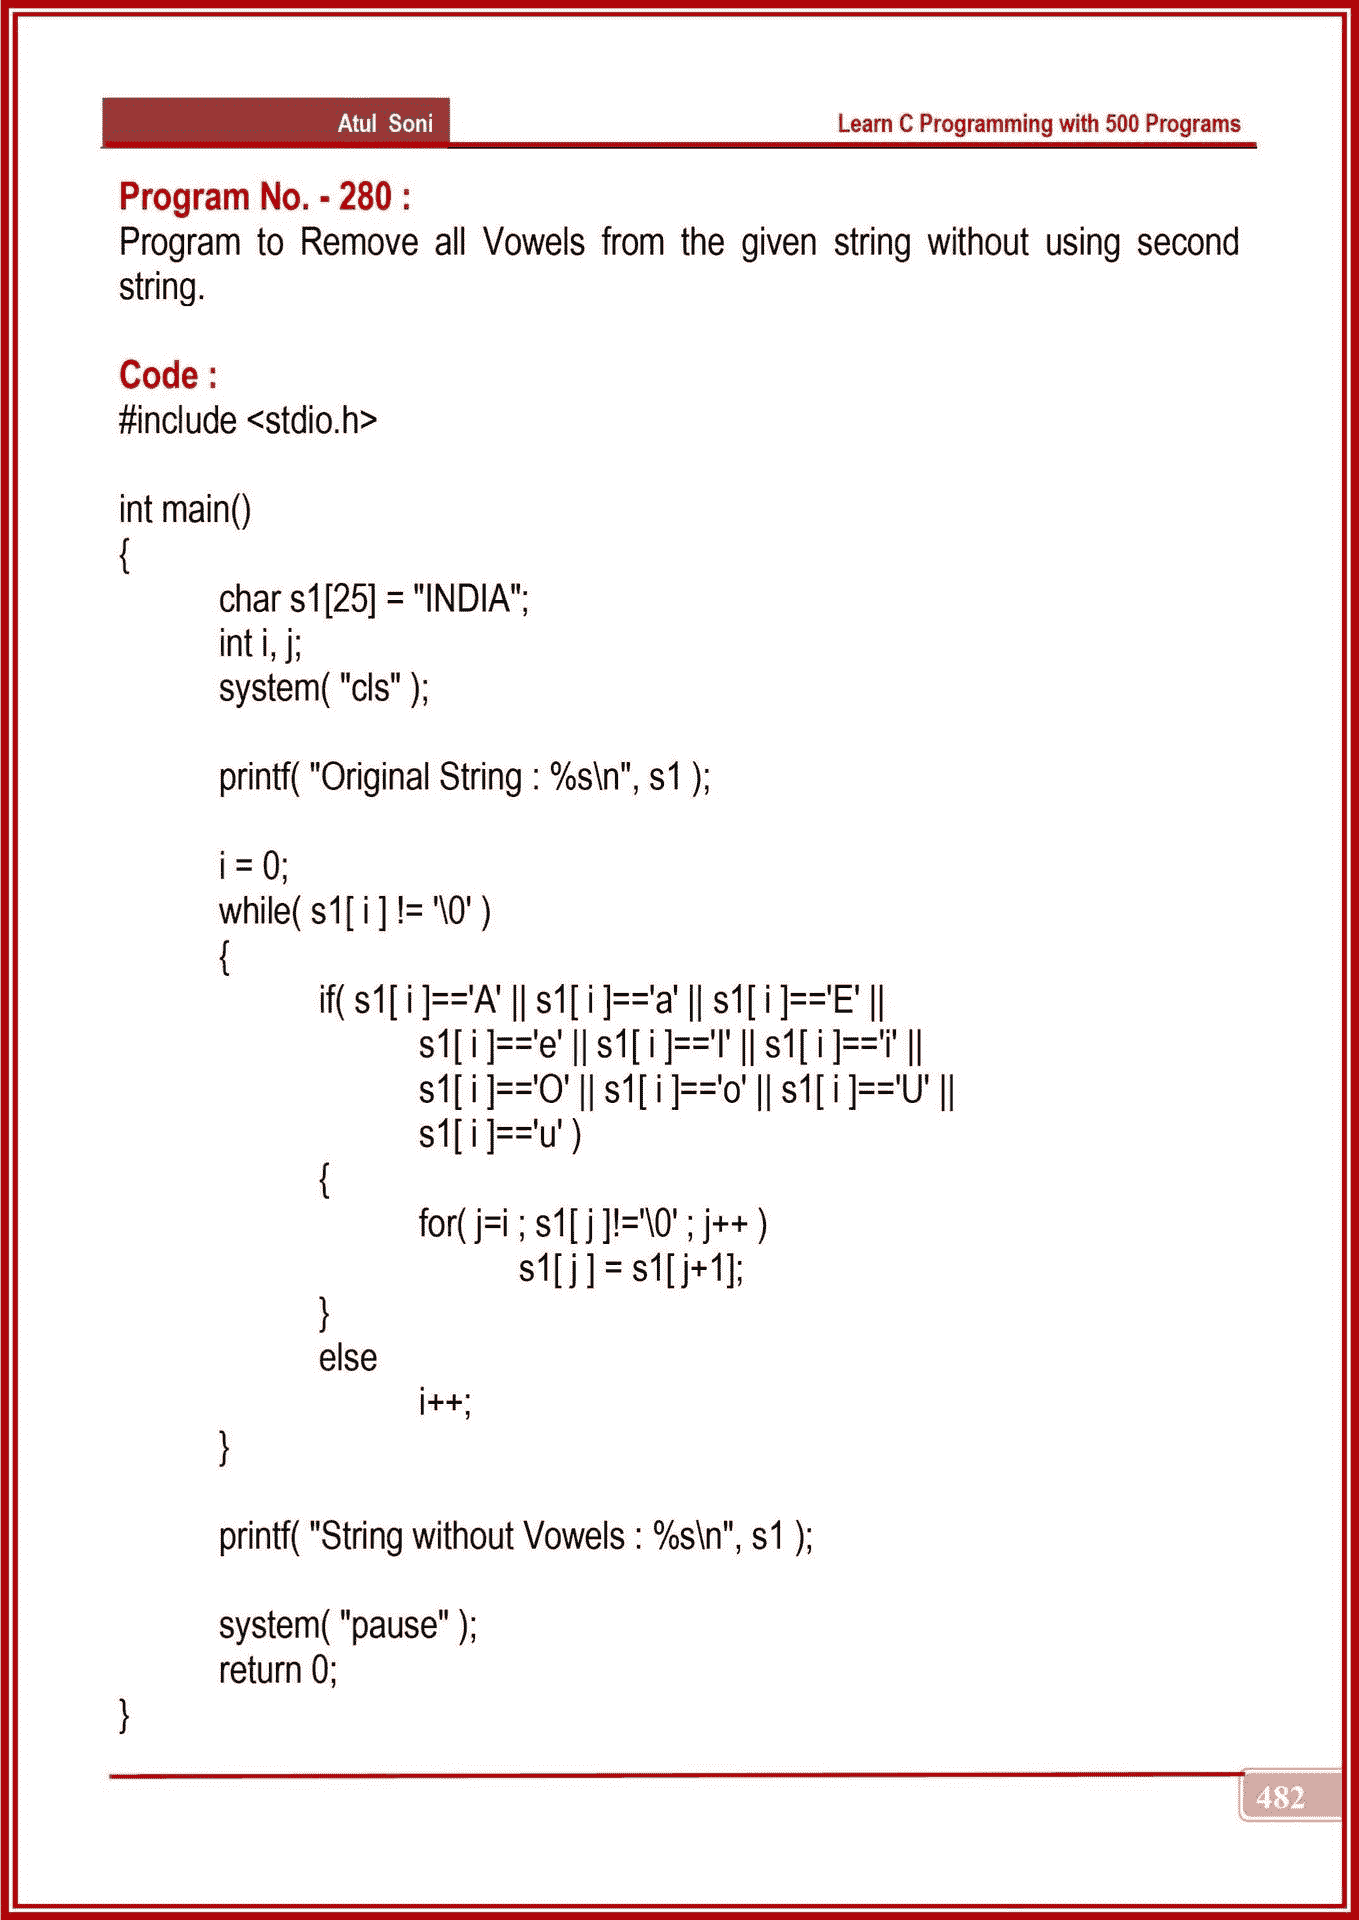 Atul Soni
Learn C Programming with 500 Programs
Program No. - 280 :
Program to Remove all Vowels from the given string without using second
string.
Code :
#include <stdio.h>
int main()
{
char s1[25] = "INDIA";
int i, j;
system( "cls" );
printf( "Original String : %s\n", s1 );
i = 0;
while( s1[ i ] != '\0' )
{
if( s1[ i ]=='A' || s1[ i ]=='a' || s1[ i ]=='E' ||
s1[ i ]=='e' || s1[ i ]=='I' || s1[ i ]=='i' ||
s1[ i ]=='O' || s1[ i ]=='o' || s1[ i ]=='U' ||
s1[ i ]=='u' )
{
for( j=i ; s1[ j ]!='\0' ; j++ )
s1[ j ] = s1[ j+1];
}
else
i++;
}
printf( "String without Vowels : %s\n", s1 );
system( "pause" );
return 0;
}
482